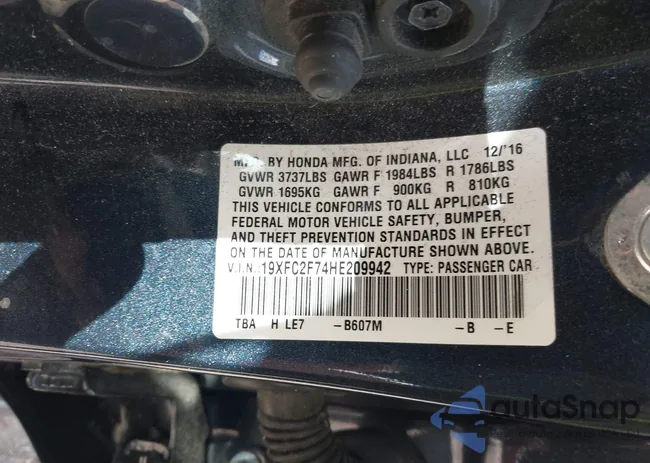 MFD. BY HONDA MFG. OF INDIANA, LLC 12/'16
GVWR 3737LBS GAWR F 1984LBS R 1786LBS
GVWR 1695KG GAWR F 900KG R 810KG
THIS VEHICLE CONFORMS TO ALL APPLICABLE
FEDERAL MOTOR VEHICLE SAFETY, BUMPER,
AND THEFT PREVENTION STANDARDS IN EFFECT
ON THE DATE OF MANUFACTURE SHOWN ABOVE.
V.I.N.:19XFC2F74HE209942 TYPE: PASSENGER CAR
TBA H LE7 -B607M -B -E
autoSnap